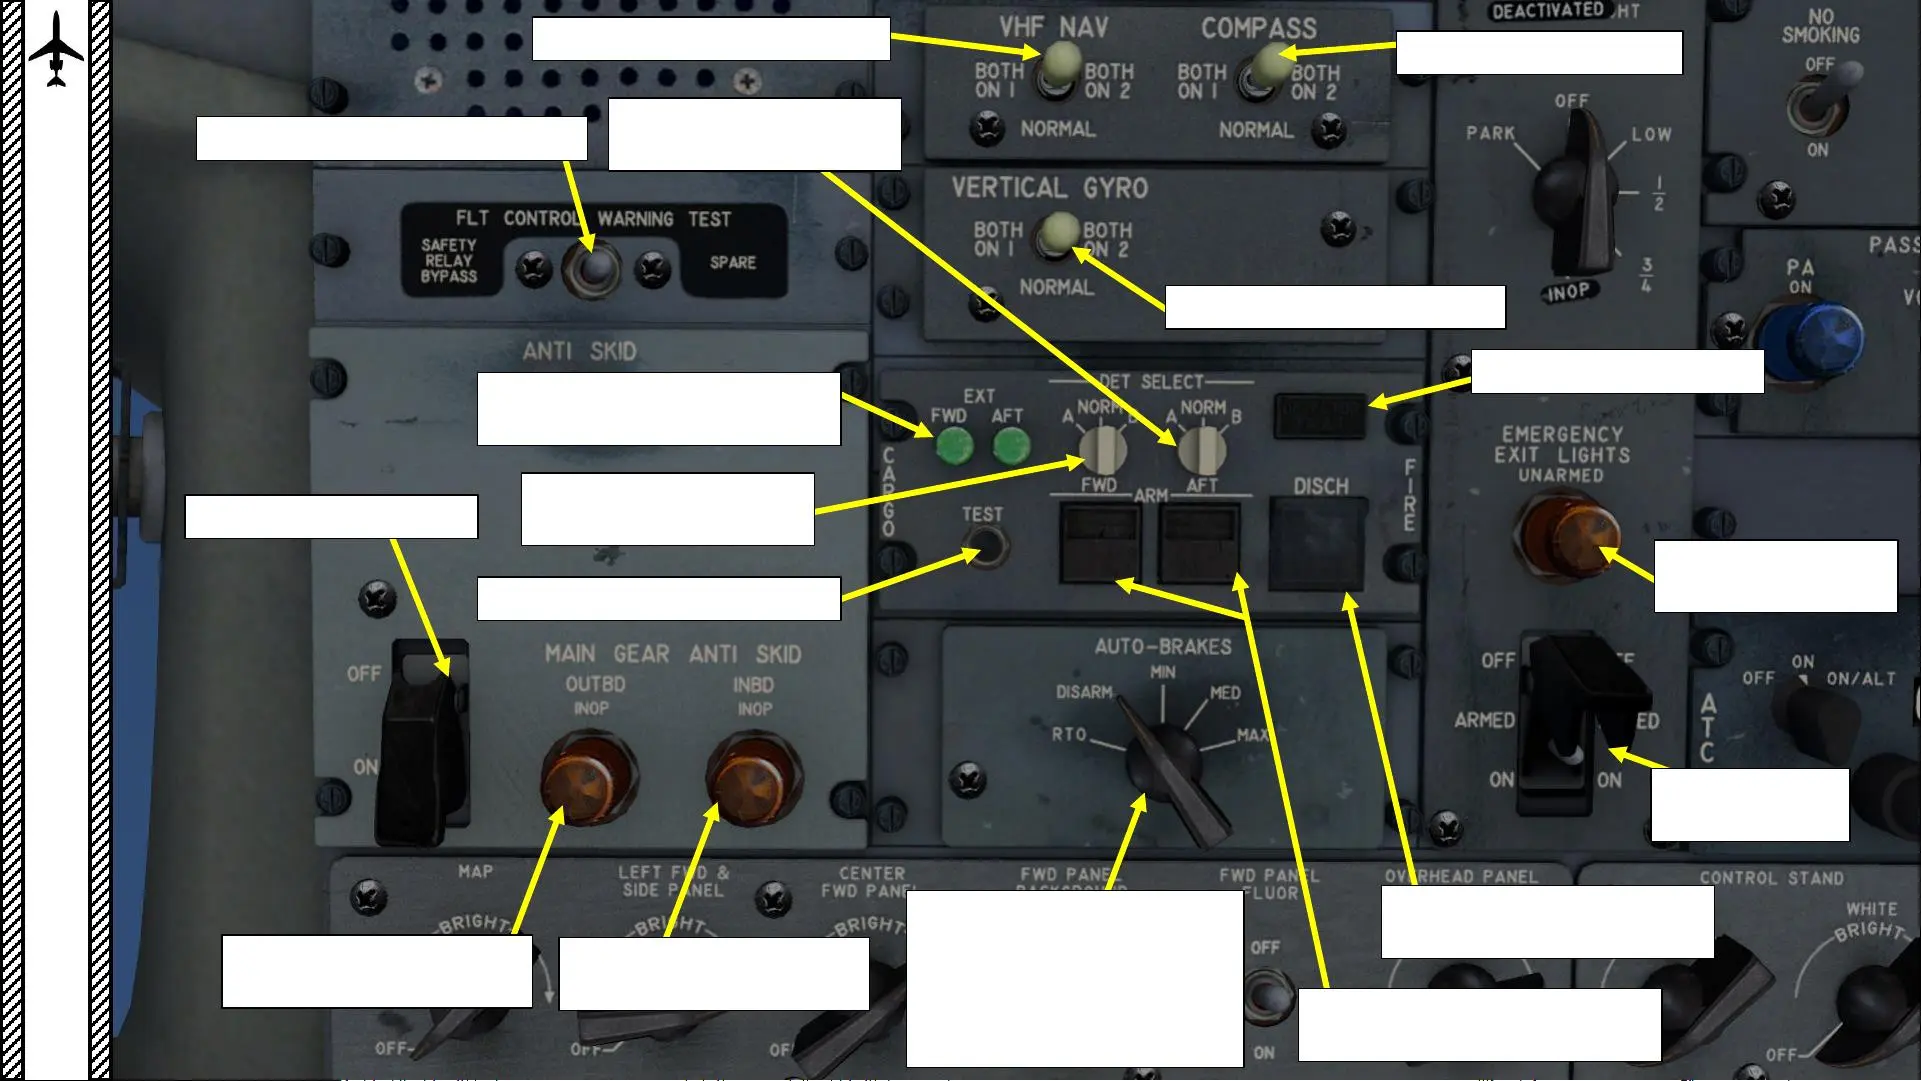 DEACTIVATED HT
VHF NAV
BOTH ON 1
BOTH ON 2
NORMAL
COMPASS
BOTH ON 1
BOTH ON 2
NORMAL
NO
SMOKING
OFF
ON
OFF
PARK
LOW
1/2
3/4
INOP
FLT CONTROL WARNING TEST
SAFETY
RELAY
BYPASS
SPARE
VERTICAL GYRO
BOTH ON 1
BOTH ON 2
NORMAL
PASS
PA
ON
ANTI SKID
DET SELECT
EXT
FWD AFT
A NORM
A NORM B
FWD
AFT
CARGO
FIRE
TEST
ARM
DISCH
EMERGENCY
EXIT LIGHTS
UNARMED
OFF
ON
MAIN GEAR ANTI SKID
OUTBD
INOP
INBD
INOP
AUTO-BRAKES
RTO
DISARM
MIN
MED
MAX
OFF
ARMED
ON
ED
ON
ATC
OFF
ON
ON/ALT
MAP
BRIGHT
OFF
LEFT FWD &
SIDE PANEL
BRIGHT
OFF
CENTER
FWD PANEL
BRIGHT
FWD PANEL
BACKGROUND
FWD PANEL
FLUOR
OFF
ON
OVERHEAD PANEL
CONTROL STAND
WHITE
BRIGHT
OFF